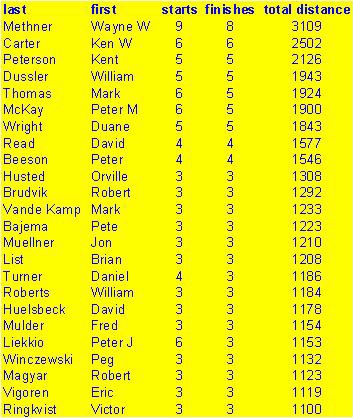 last first starts finishes total distance
Methner Wayne W 9 8 3109
Carter Ken W 6 6 2502
Peterson Kent 5 5 2126
Dussler William 5 5 1943
Thomas Mark 6 5 1924
McKay Peter M 6 5 1900
Wright Duane 5 5 1843
Read David 4 4 1577
Beeson Peter 4 4 1546
Husted Orville 3 3 1308
Brudvik Robert 3 3 1292
Vande Kamp Mark 3 3 1233
Bajema Pete 3 3 1223
Muellner Jon 3 3 1210
List Brian 3 3 1208
Turner Daniel 4 3 1186
Roberts William 3 3 1184
Huelsbeck David 3 3 1178
Mulder Fred 3 3 1154
Liekkio Peter J 6 3 1153
Winczewski Peg 3 3 1132
Magyar Robert 3 3 1123
Vigoren Eric 3 3 1119
Ringkvist Victor 3 3 1100